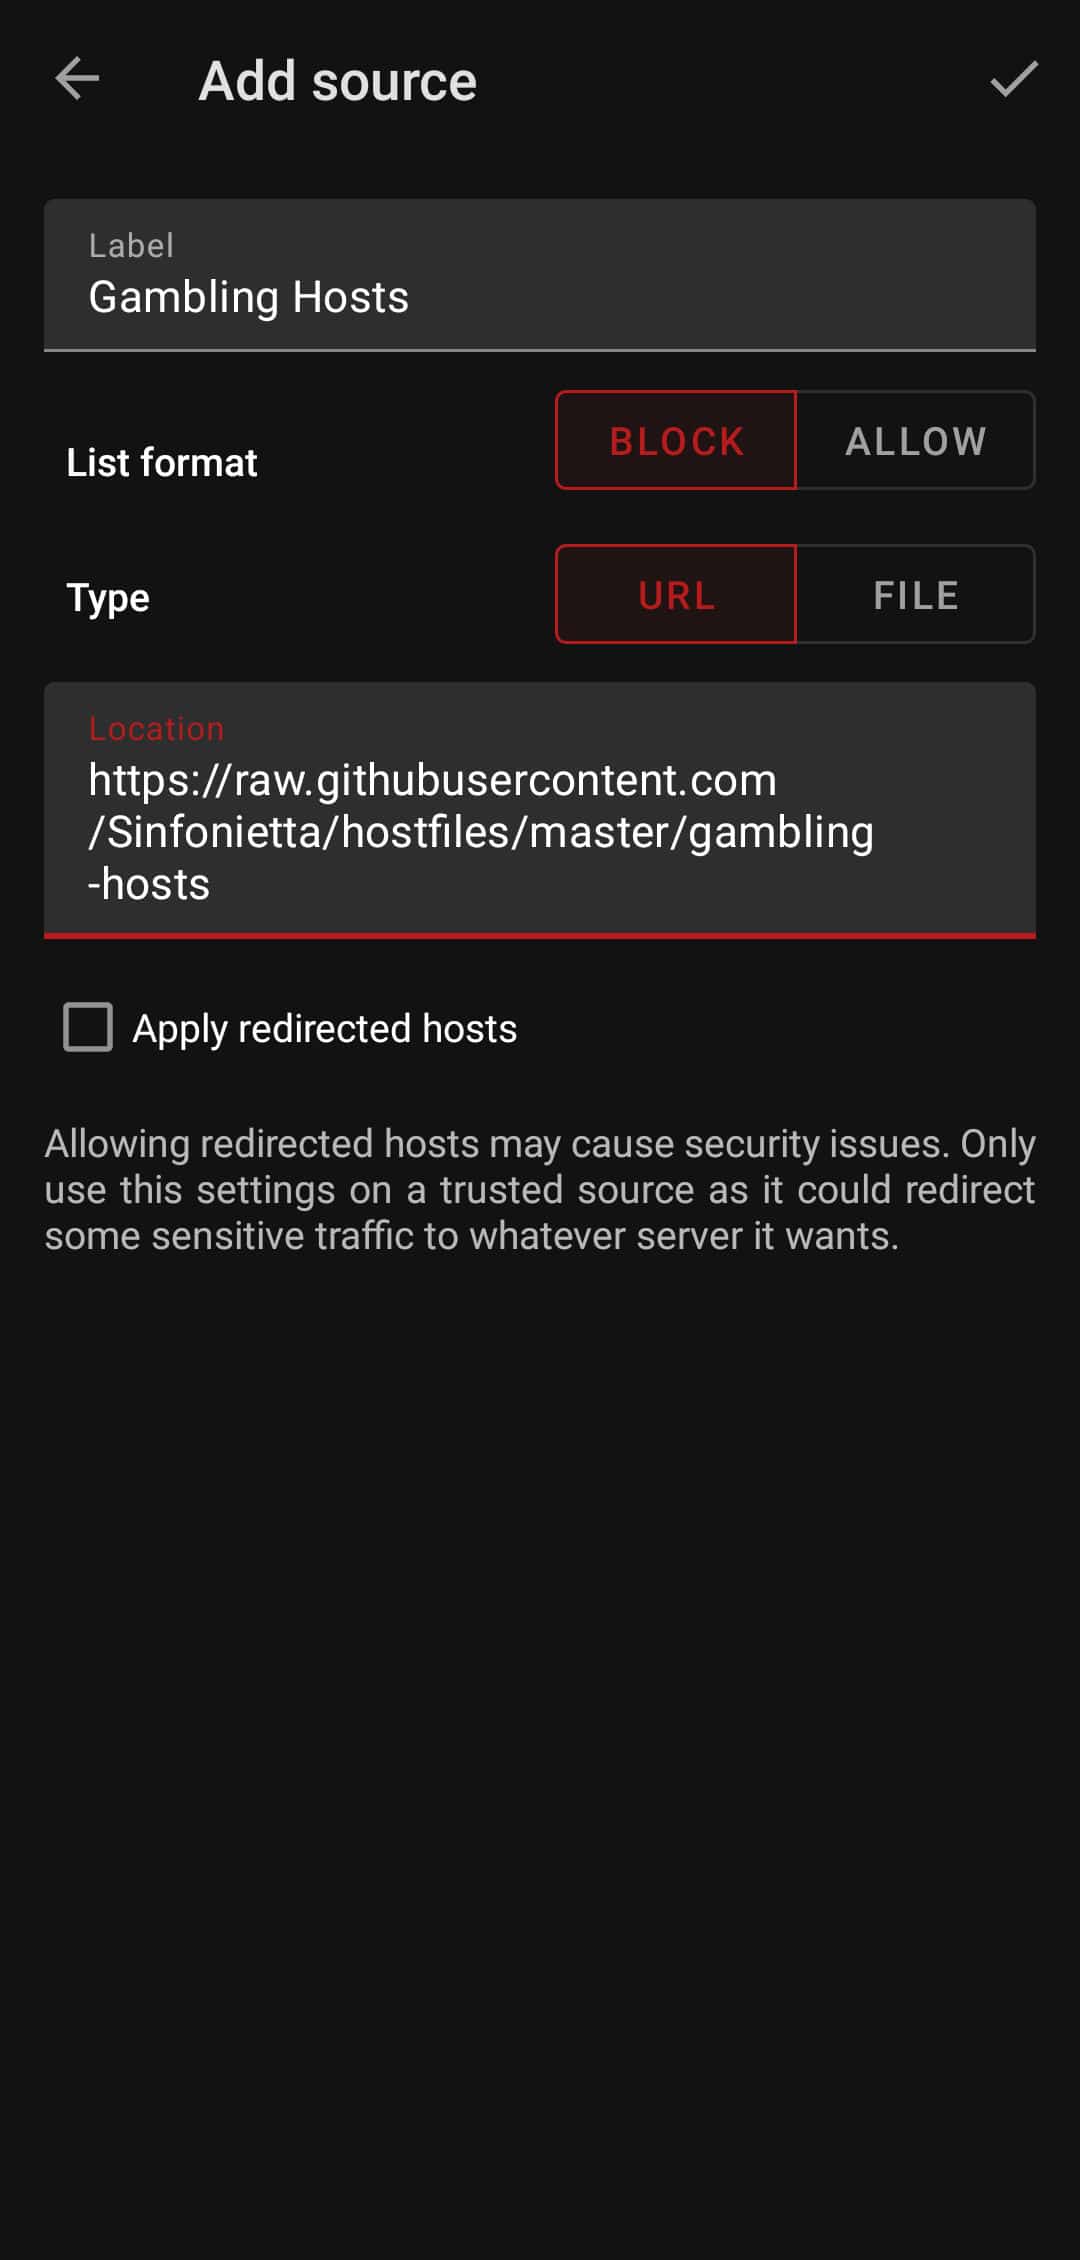 Add source
Label
Gambling Hosts
List format
BLOCK
ALLOW
Type
URL
FILE
Location
https://raw.githubusercontent.com
/Sinfonietta/hostfiles/master/gambling
-hosts
Apply redirected hosts
Allowing redirected hosts may cause security issues. Only
use this settings on a trusted source as it could redirect
some sensitive traffic to whatever server it wants.